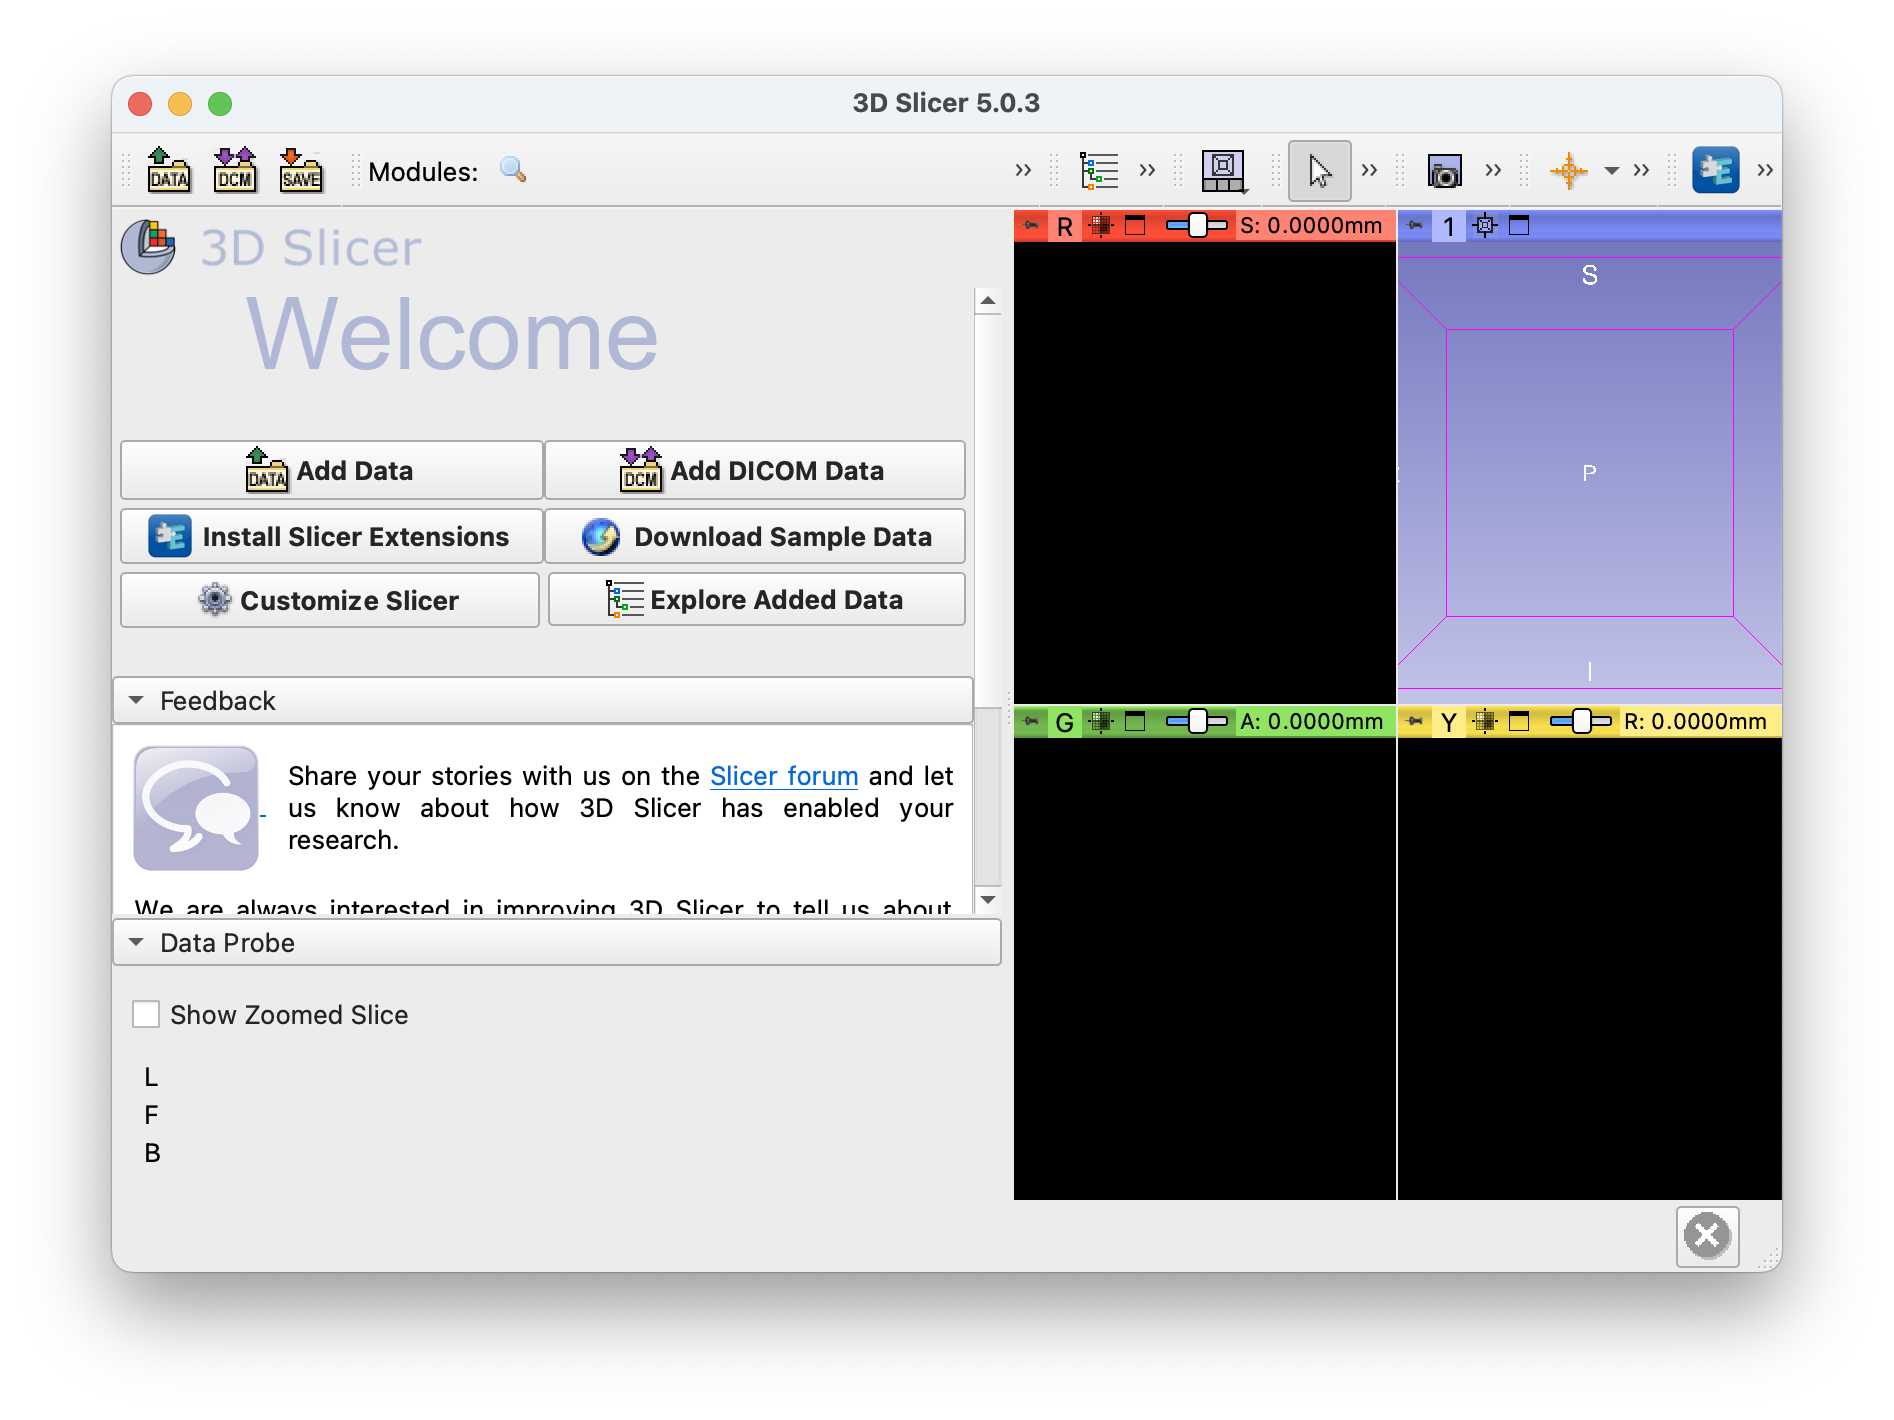 3D Slicer 5.0.3
DATA DCM SAVE Modules:
3D Slicer
Welcome
DATA Add Data
DCM Add DICOM Data
Install Slicer Extensions
Download Sample Data
Customize Slicer
Explore Added Data
Feedback
Share your stories with us on the Slicer forum and let
us know about how 3D Slicer has enabled your
research.
We are always interested in improving 3D Slicer to tell us about
Data Probe
Show Zoomed Slice
L
F
B
R S: 0.0000mm
1
S
P
I
G A: 0.0000mm
Y R: 0.0000mm